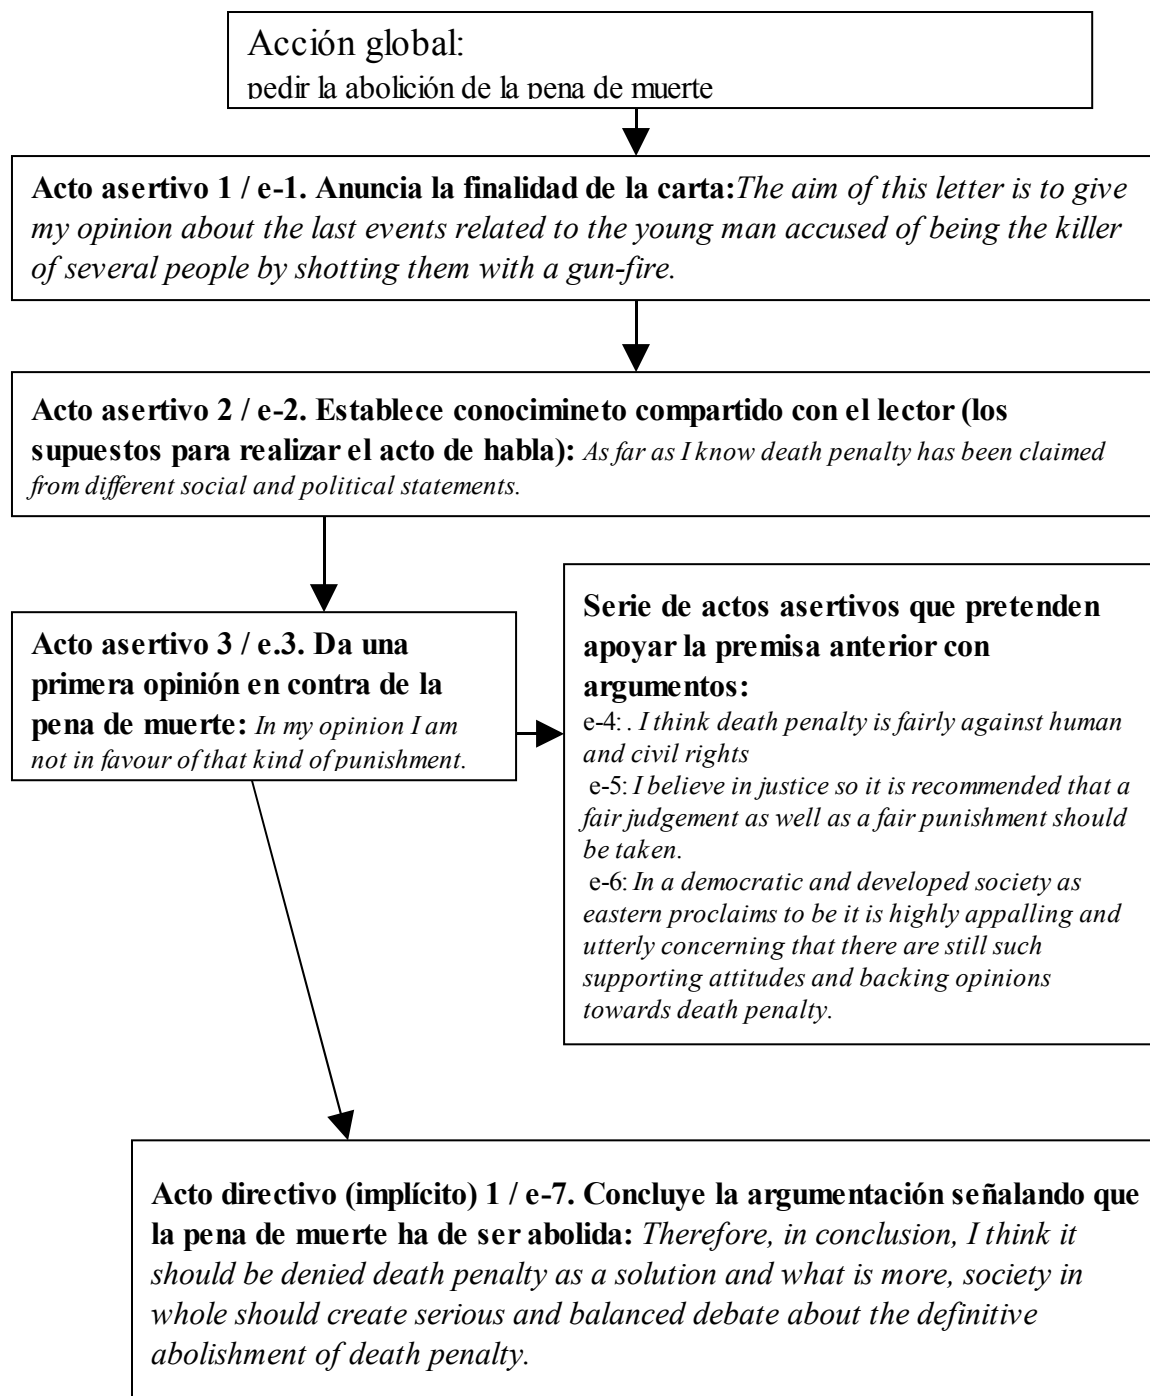 Acción global:
pedir la abolición de la pena de muerte
Acto asertivo 1 / e-1. Anuncia la finalidad de la carta:The aim of this letter is to give
my opinion about the last events related to the young man accused of being the killer
of several people by shotting them with a gun-fire.
Acto asertivo 2 / e-2. Establece conocimineto compartido con el lector (los
supuestos para realizar el acto de habla): As far as I know death penalty has been claimed
from different social and political statements.
Acto asertivo 3 / e.3. Da una
primera opinión en contra de la
pena de muerte: In my opinion I am
not in favour of that kind of punishment.
Serie de actos asertivos que pretenden
apoyar la premisa anterior con
argumentos:
e-4: . I think death penalty is fairly against human
and civil rights
e-5: I believe in justice so it is recommended that a
fair judgement as well as a fair punishment should
be taken.
e-6: In a democratic and developed society as
eastern proclaims to be it is highly appalling and
utterly concerning that there are still such
supporting attitudes and backing opinions
towards death penalty.
Acto directivo (implícito) 1 / e-7. Concluye la argumentación señalando que
la pena de muerte ha de ser abolida: Therefore, in conclusion, I think it
should be denied death penalty as a solution and what is more, society in
whole should create serious and balanced debate about the definitive
abolishment of death penalty.